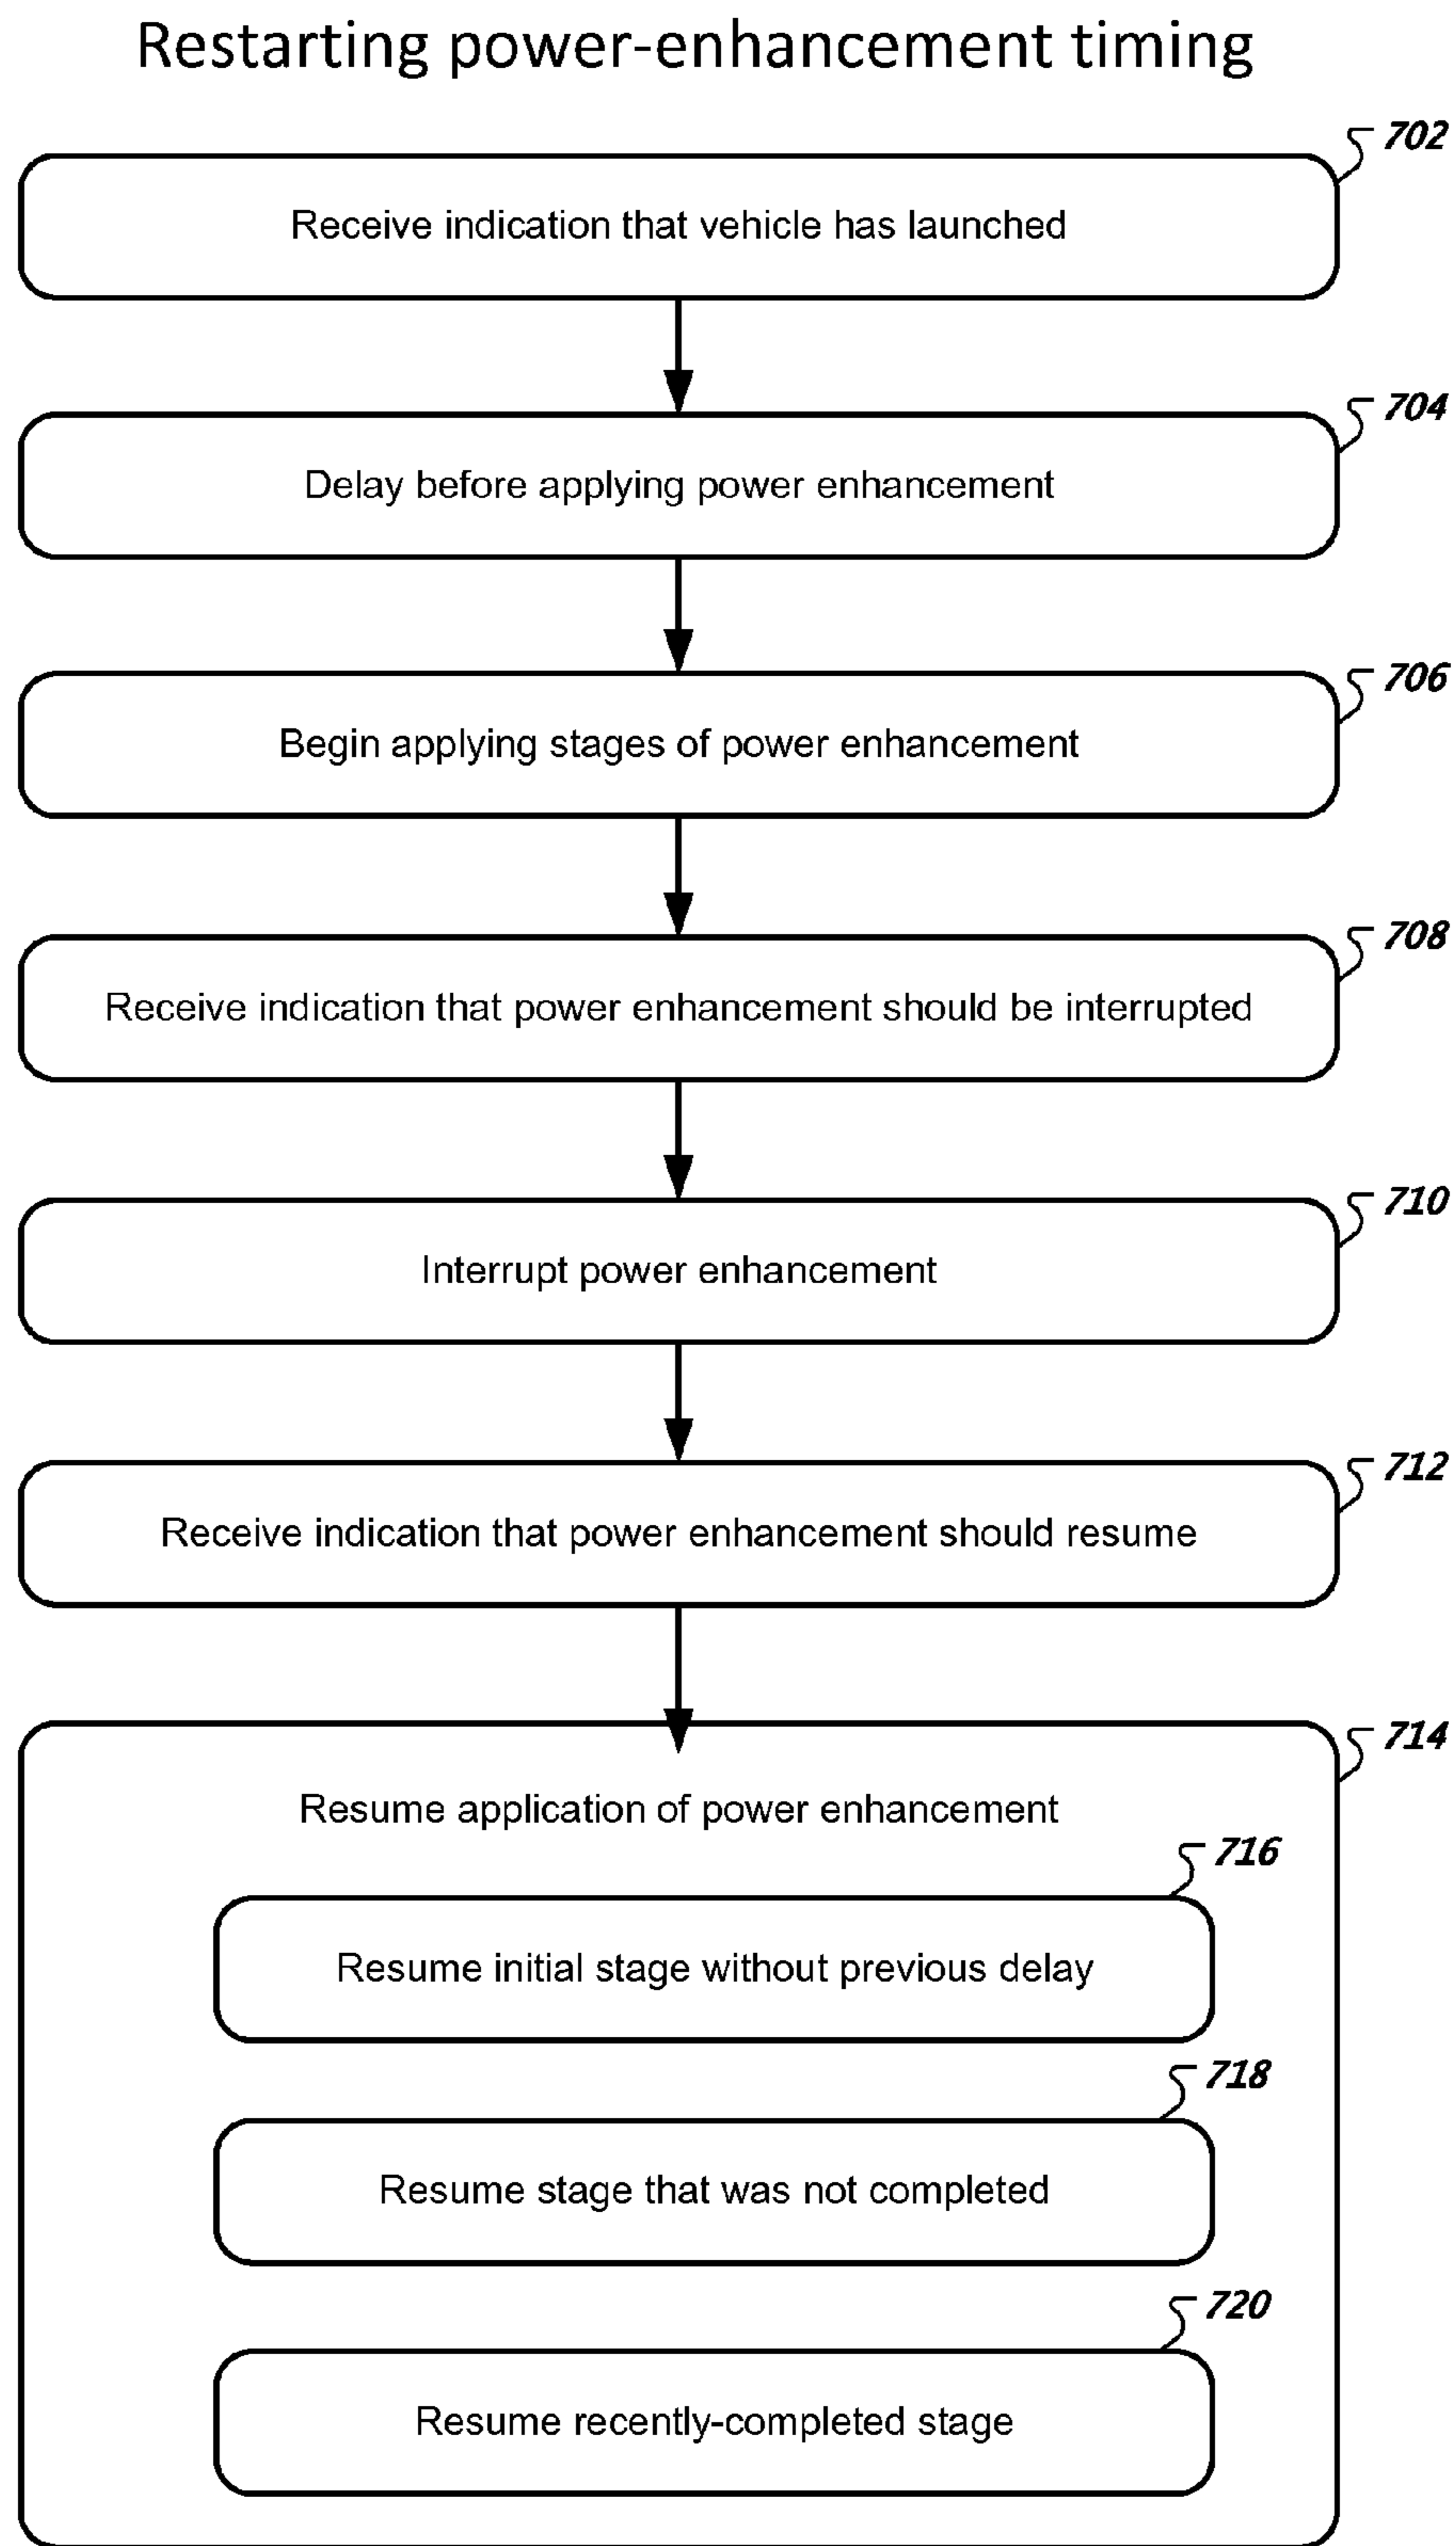 Restarting power-enhancement timing
702
Receive indication that vehicle has launched
704
Delay before applying power enhancement
706
Begin applying stages of power enhancement
708
Receive indication that power enhancement should be interrupted
710
Interrupt power enhancement
712
Receive indication that power enhancement should resume
714
Resume application of power enhancement
716
Resume initial stage without previous delay
718
Resume stage that was not completed
720
Resume recently-completed stage